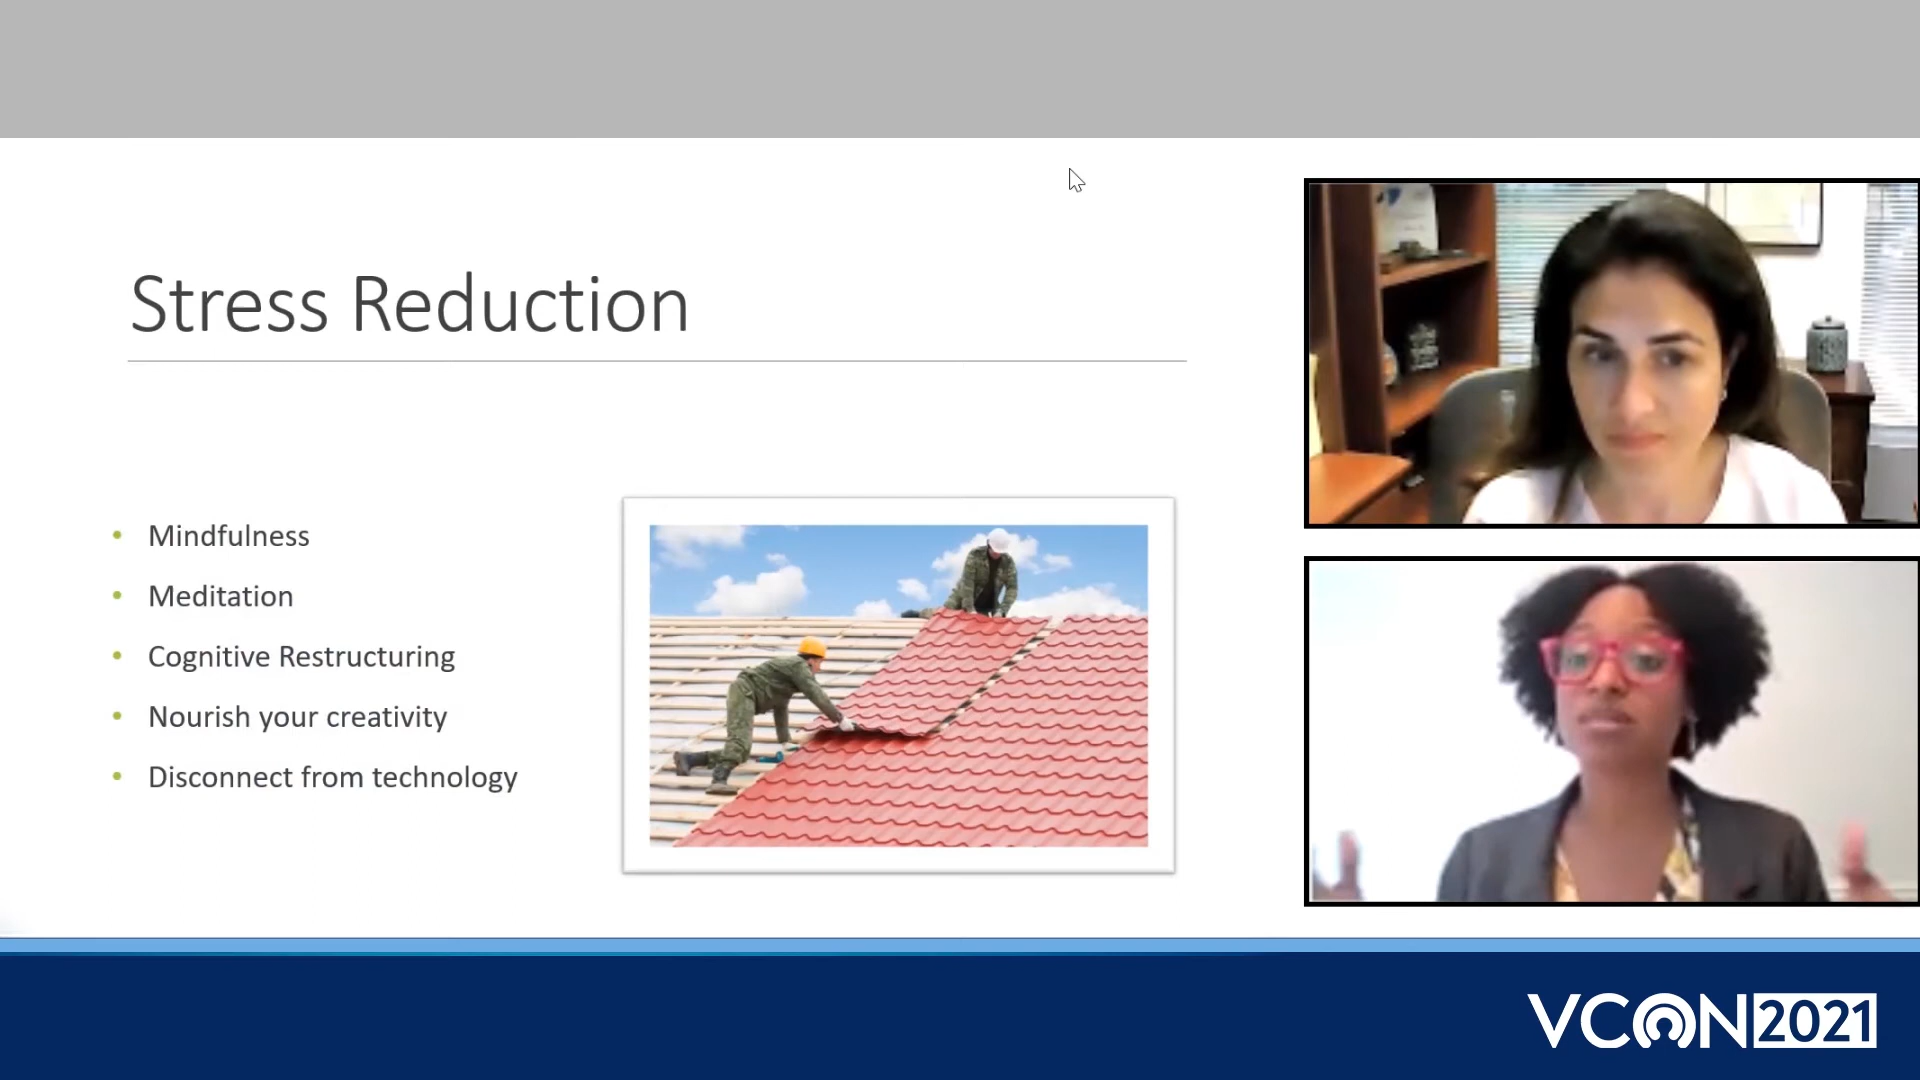 Stress Reduction
• Mindfulness
• Meditation
• Cognitive Restructuring
• Nourish your creativity
• Disconnect from technology
VCON2021